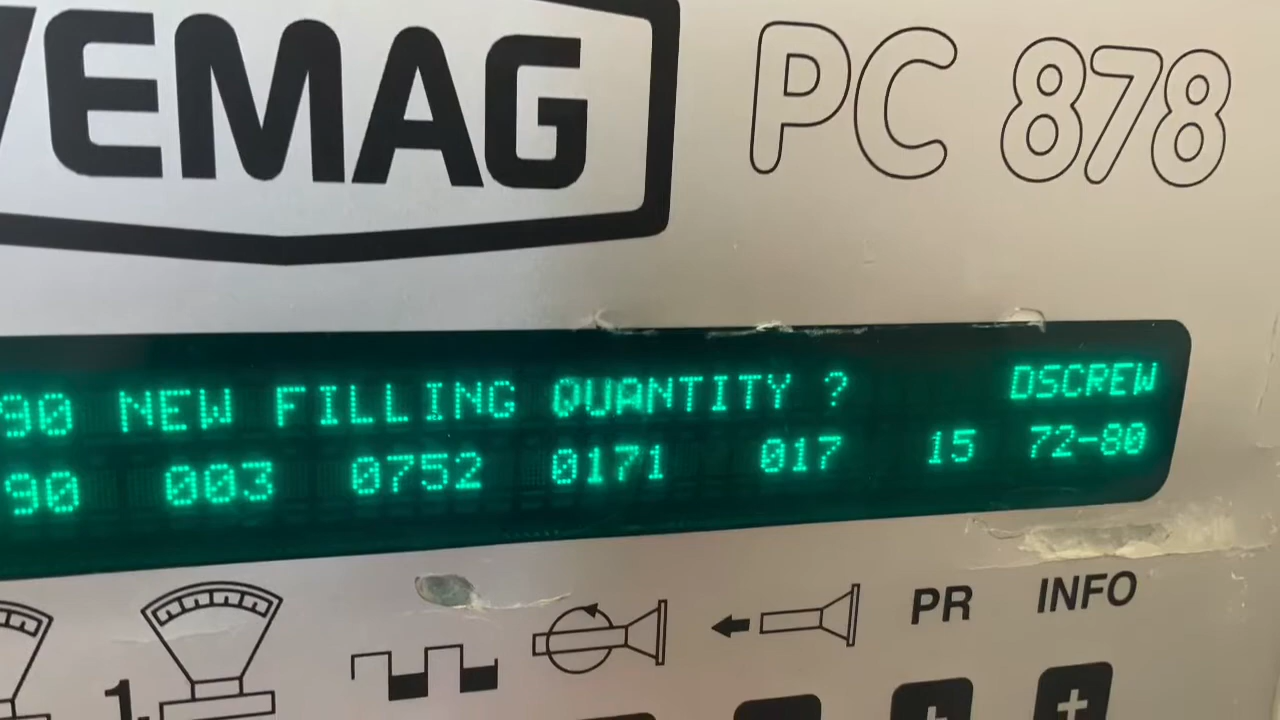 VEMAG
PC 878
90 NEW FILLING QUANTITY ? DSCREW
90 003 0752 0171 017 15 72-80
PR INFO
1